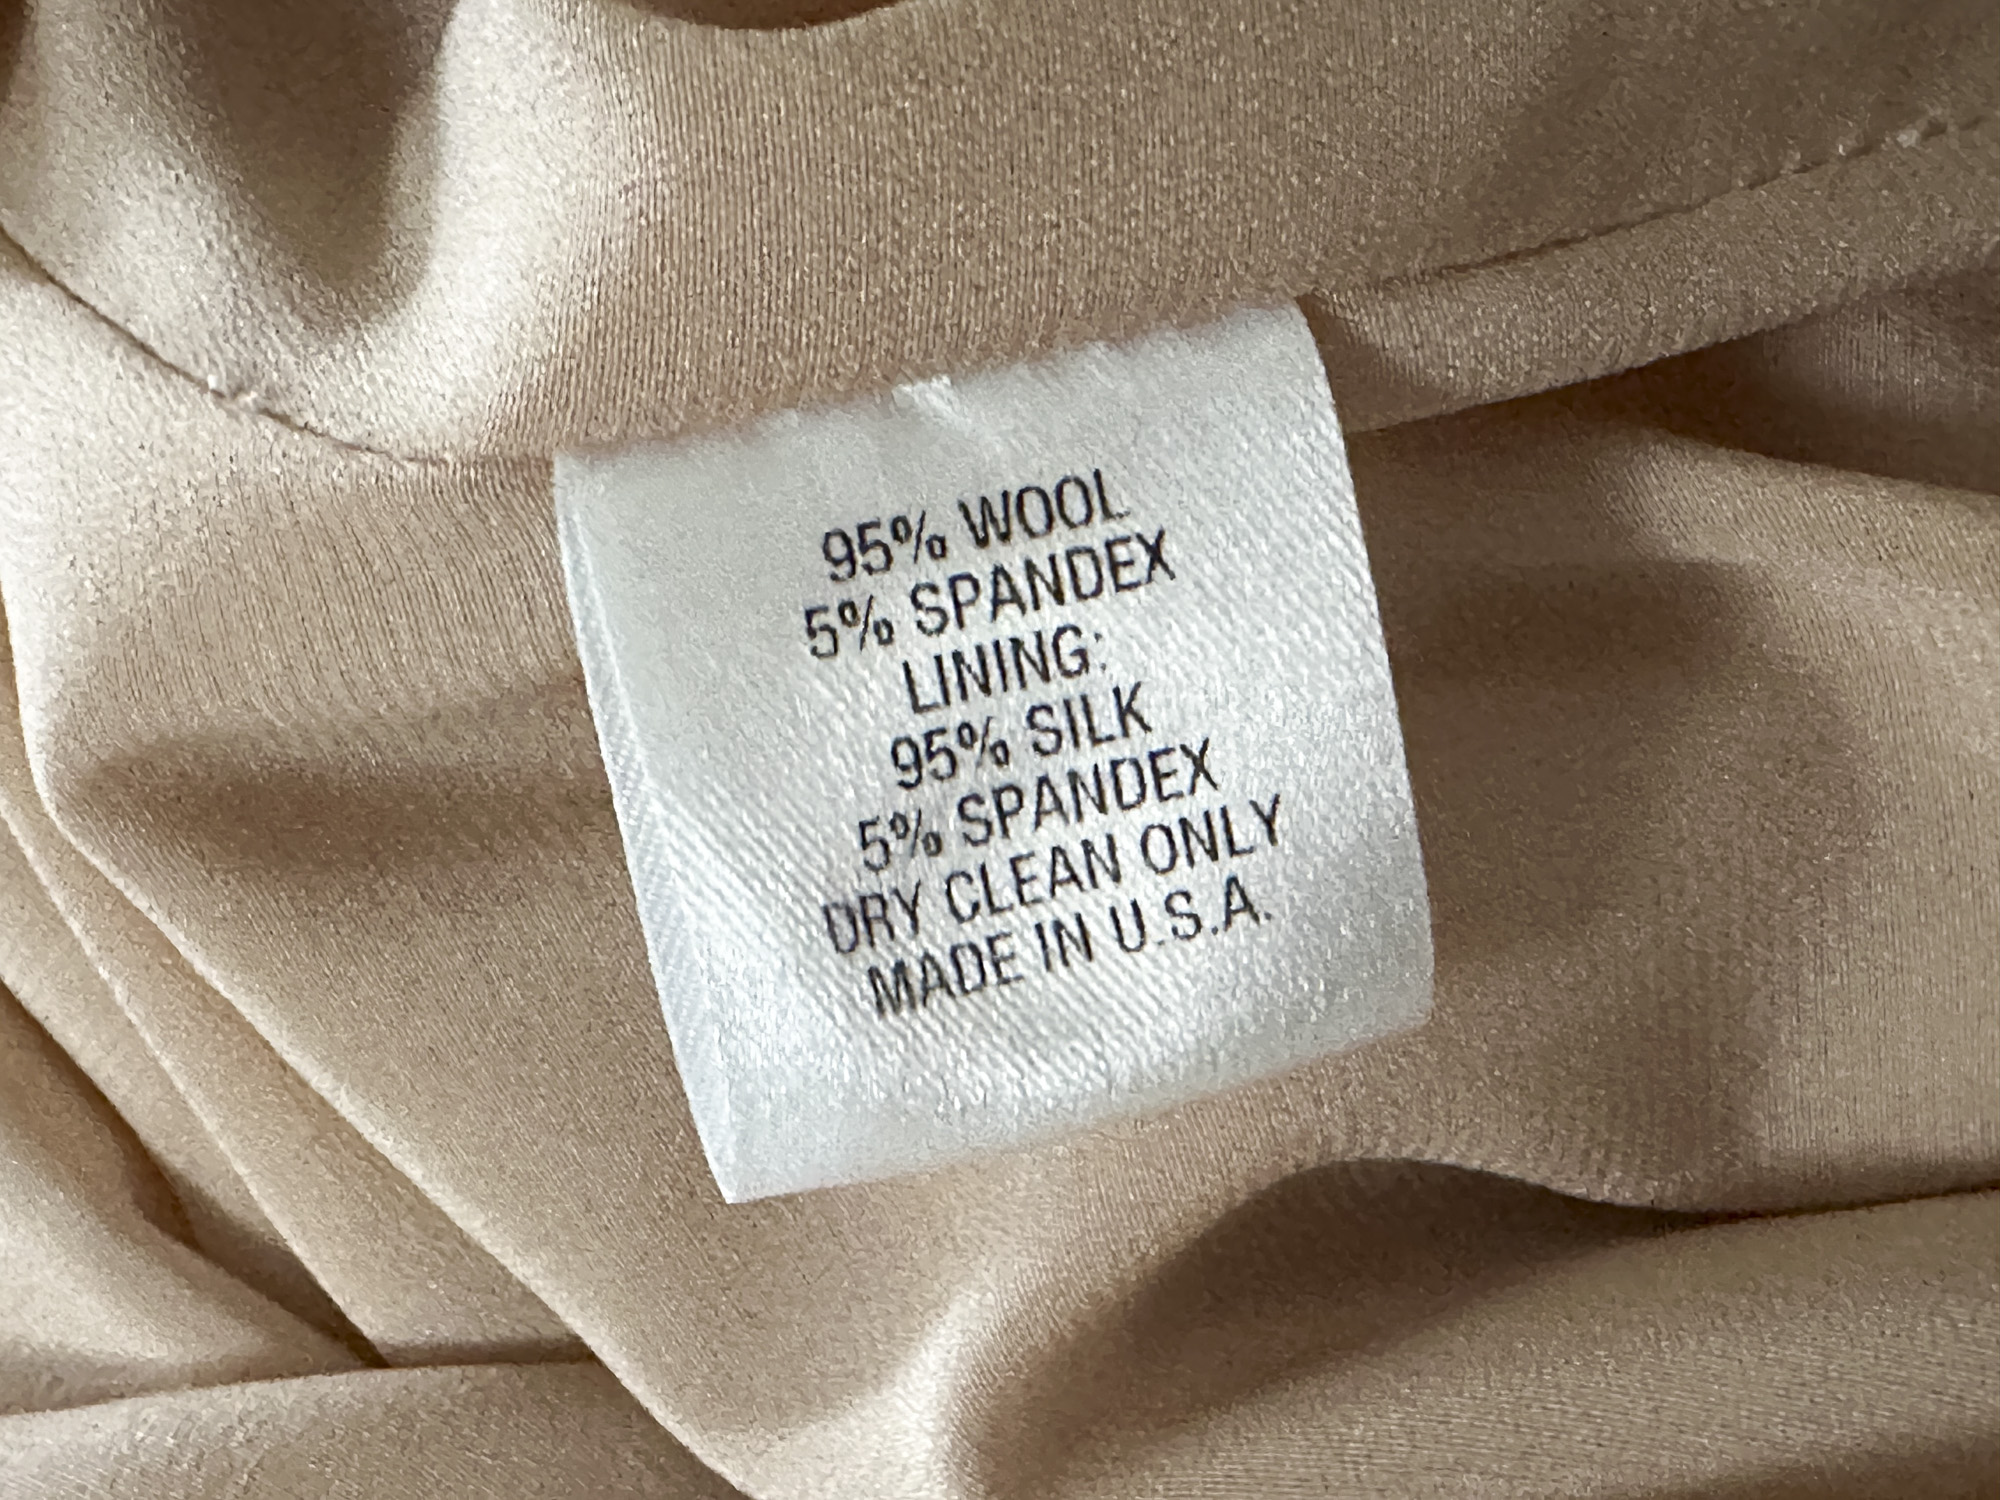 95% WOOL
5% SPANDEX
LINING:
95% SILK
5% SPANDEX
DRY CLEAN ONLY
MADE IN U.S.A.